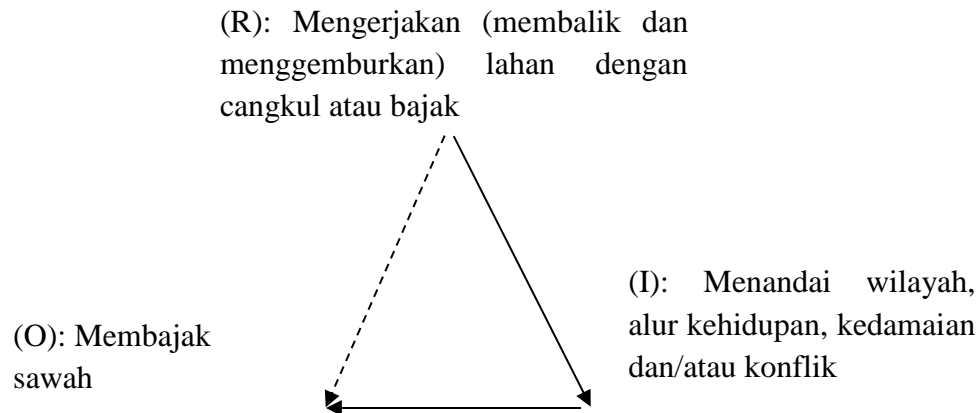 (R): Mengerjakan (membalik dan
menggemburkan) lahan dengan
cangkul atau bajak
(I): Menandai wilayah,
alur kehidupan, kedamaian
dan/atau konflik
(O): Membajak
sawah